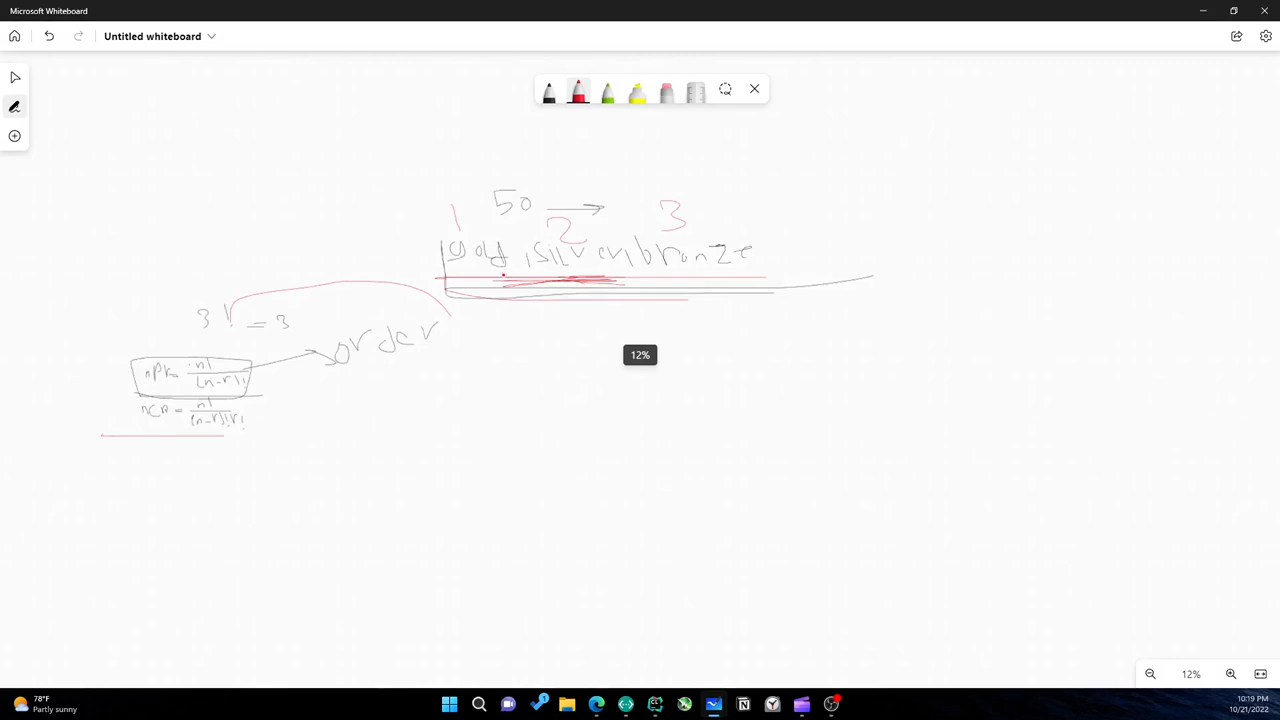 Microsoft Whiteboard
Untitled whiteboard
50 →
1 2 3
gold, silver, bronze
3! = 3
order
nPr = n!/(n-r)!
nCr = n!/(n-r)!r!
12%
12%
78°F
Partly sunny
1
10:19 PM
10/21/2022